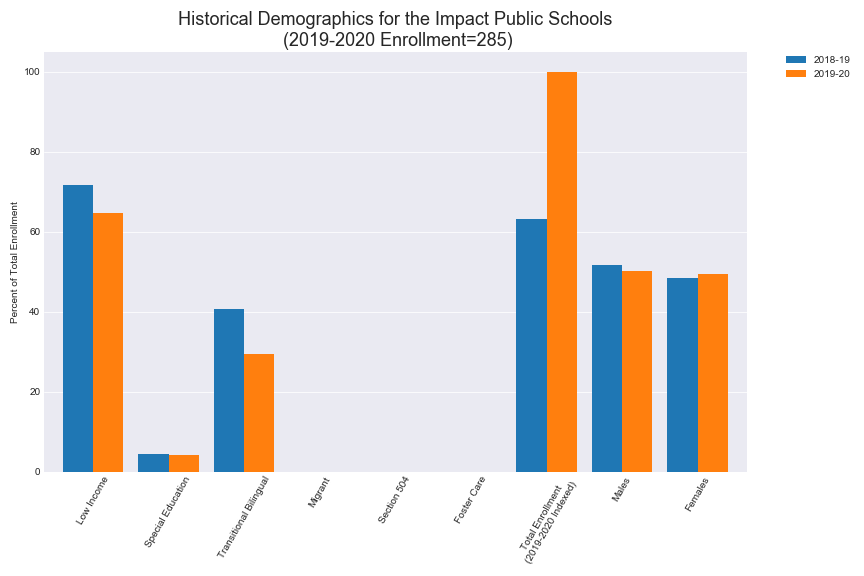 Historical Demographics for the Impact Public Schools
(2019-2020 Enrollment=285)
2018-19
2019-20
Percent of Total Enrollment
100
80
60
40
20
0
Low Income
Special Education
Transitional Bilingual
Migrant
Section 504
Foster Care
Total Enrollment
(2019-2020 Indexed)
Males
Females